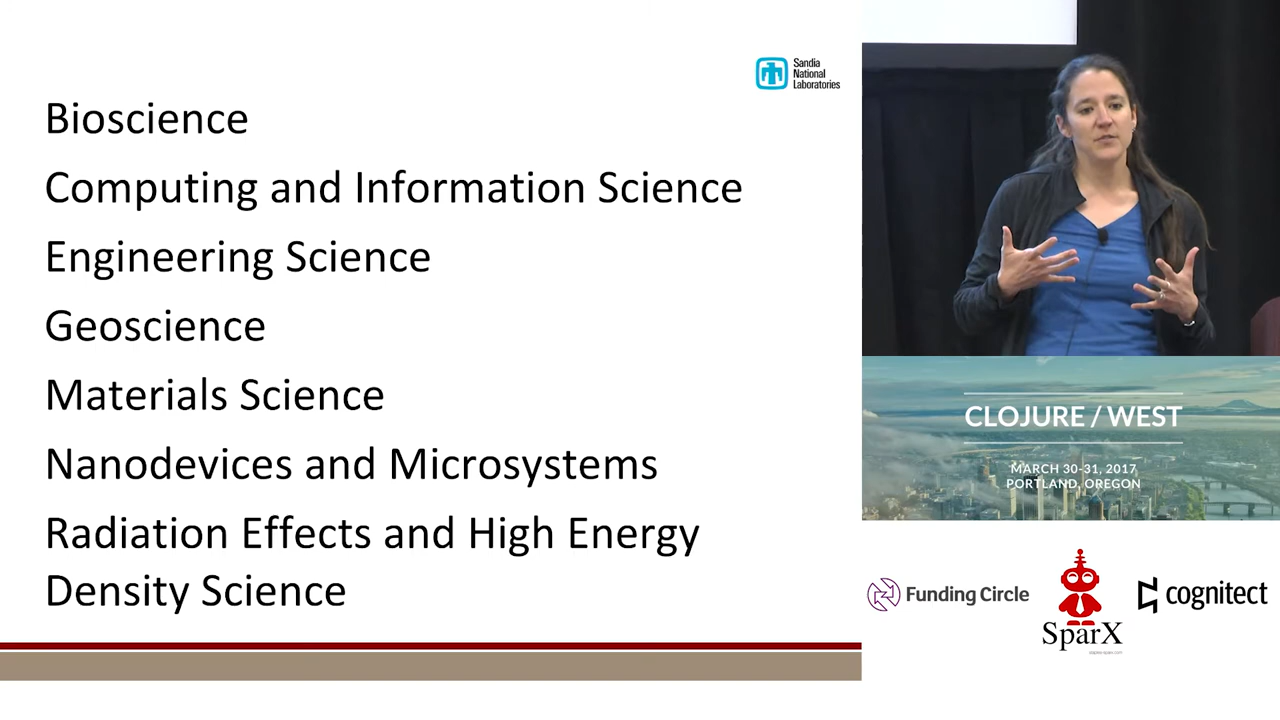 Sandia
National
Laboratories
Bioscience
Computing and Information Science
Engineering Science
Geoscience
Materials Science
Nanodevices and Microsystems
Radiation Effects and High Energy
Density Science
CLOJURE / WEST
MARCH 30-31, 2017
PORTLAND, OREGON
Funding Circle
SparX
cognitect